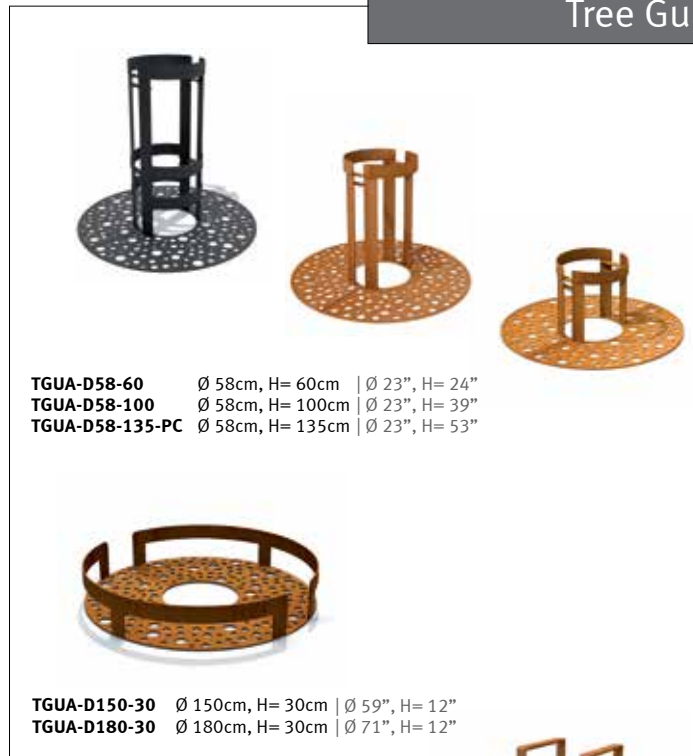 Tree Gu
TGUA-D58-60 Ø 58cm, H= 60cm | Ø 23”, H= 24”
TGUA-D58-100 Ø 58cm, H= 100cm | Ø 23”, H= 39”
TGUA-D58-135-PC Ø 58cm, H= 135cm | Ø 23”, H= 53”
TGUA-D150-30 Ø 150cm, H= 30cm | Ø 59”, H= 12”
TGUA-D180-30 Ø 180cm, H= 30cm | Ø 71”, H= 12”